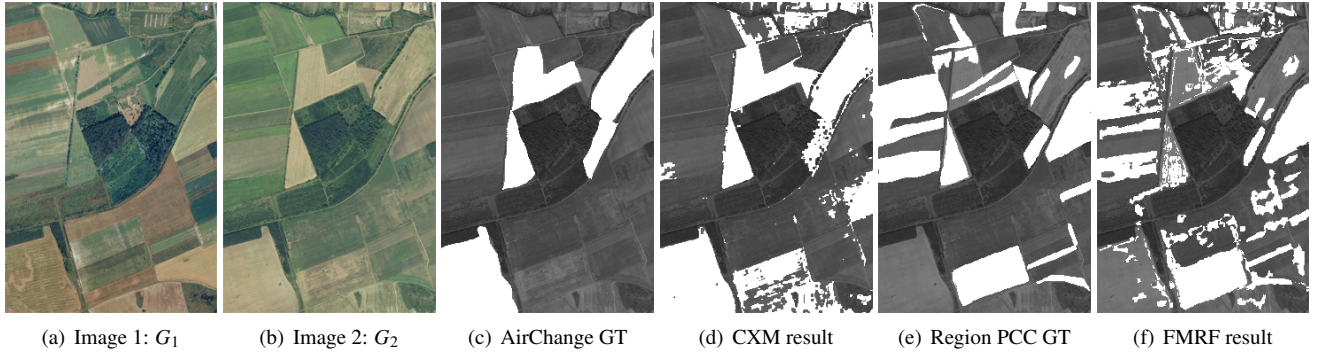 (a) Image 1: G₁
(b) Image 2: G₂
(c) AirChange GT
(d) CXM result
(e) Region PCC GT
(f) FMRF result